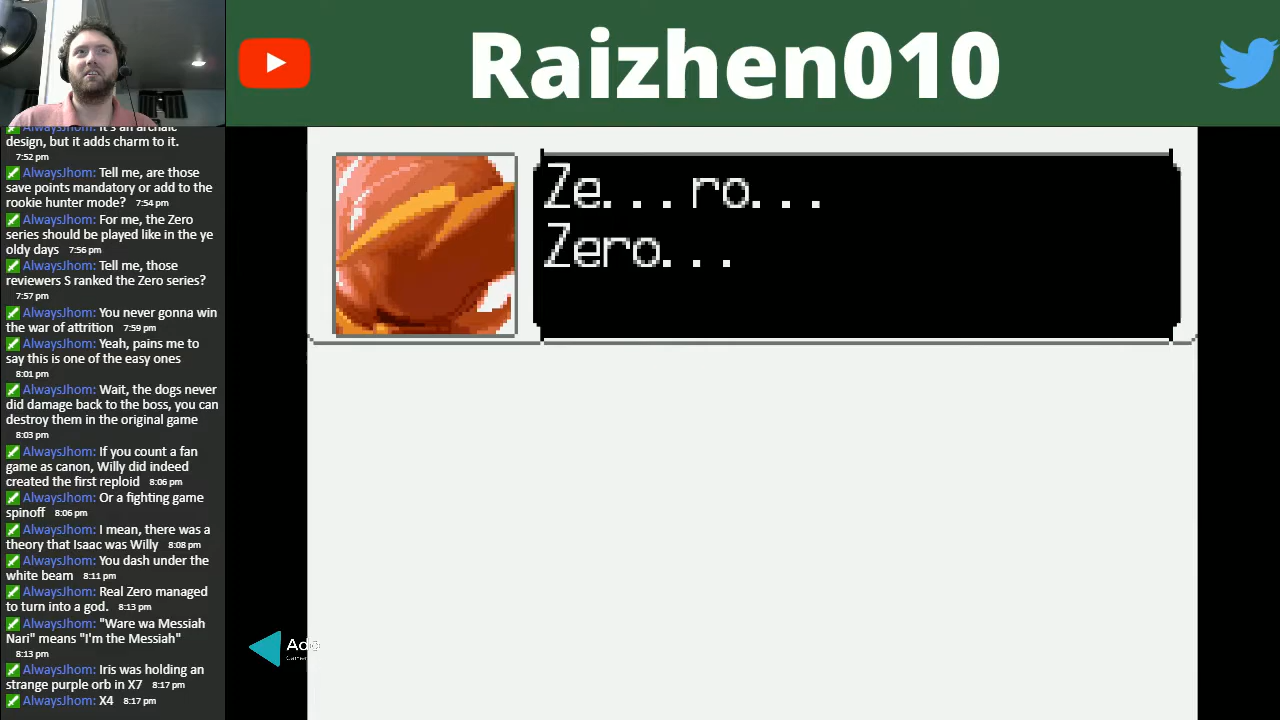 Raizhen010
Ze...ro...
Zero...
AlwaysJhom: It's an archaic
design, but it adds charm to it.
7:52 pm
AlwaysJhom: Tell me, are those
save points mandatory or add to the
rookie hunter mode? 7:54 pm
AlwaysJhom: For me, the Zero
series should be played like in the ye
oldy days 7:56 pm
AlwaysJhom: Tell me, those
reviewers S ranked the Zero series?
7:57 pm
AlwaysJhom: You never gonna win
the war of attrition 7:59 pm
AlwaysJhom: Yeah, pains me to
say this is one of the easy ones
8:01 pm
AlwaysJhom: Wait, the dogs never
did damage back to the boss, you can
destroy them in the original game
8:03 pm
AlwaysJhom: If you count a fan
game as canon, Willy did indeed
created the first reploid 8:06 pm
AlwaysJhom: Or a fighting game
spinoff 8:06 pm
AlwaysJhom: I mean, there was a
theory that Isaac was Willy 8:08 pm
AlwaysJhom: You dash under the
white beam 8:11 pm
AlwaysJhom: Real Zero managed
to turn into a god. 8:13 pm
AlwaysJhom: "Ware wa Messiah
Nari" means "I'm the Messiah"
8:13 pm
AlwaysJhom: Iris was holding an
strange purple orb in X7 8:17 pm
AlwaysJhom: X4 8:17 pm